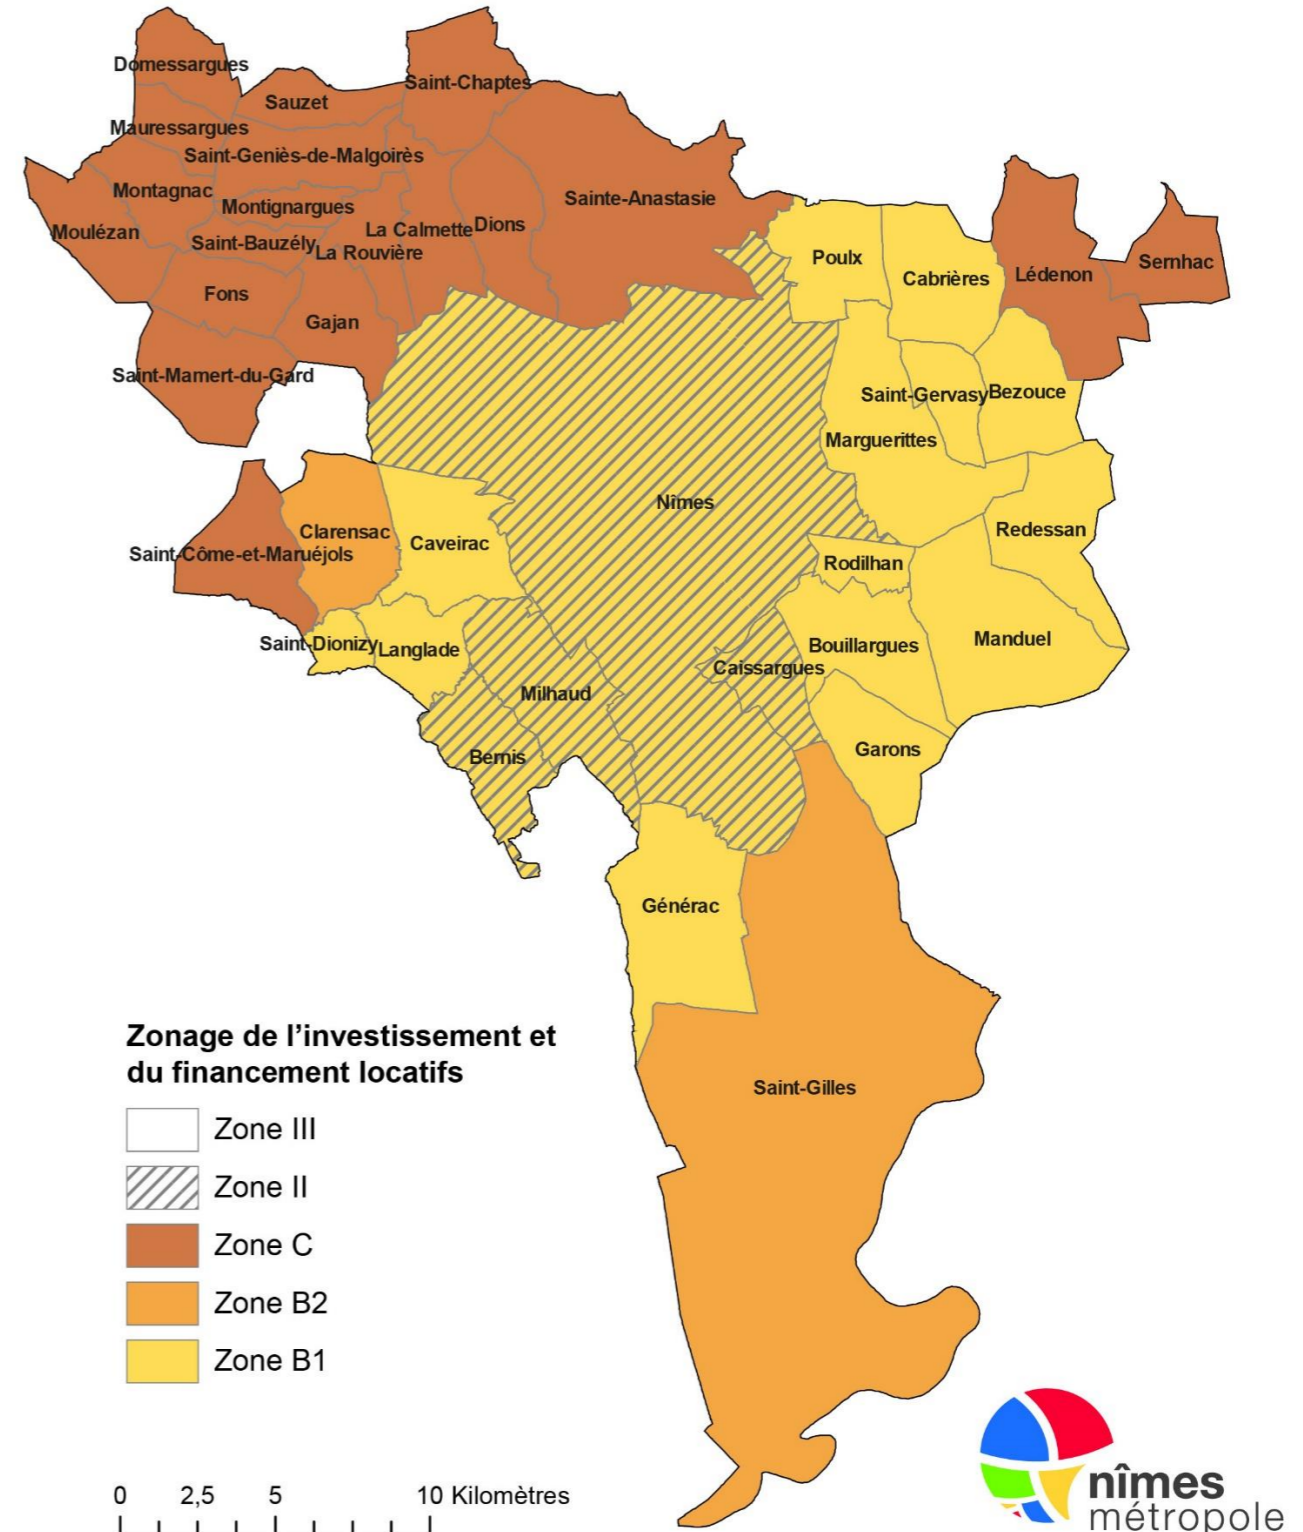 Domessargues
Saint-Chaptes
Sauzet
Mauressargues
Saint-Geniès-de-Malgoirès
Montagnac
Sainte-Anastasie
Montignargues
La Calmette
Dions
Moulézan
Saint-Bauzély
La Rouvière
Poulx
Cabrières
Lédenon
Sernhac
Fons
Gajan
Saint-Mamert-du-Gard
Saint-Gervasy
Bezouce
Marguerittes
Nîmes
Clarensac
Caveirac
Redessan
Saint-Côme-et-Maruéjols
Rodilhan
Saint-Dionizy
Langlade
Bouillargues
Manduel
Caissargues
Milhaud
Bernis
Garons
Générac
Zonage de l’investissement et
du financement locatifs
Saint-Gilles
Zone III
Zone II
Zone C
Zone B2
Zone B1
0 2,5 5 10 Kilomètres
nîmes
métropole